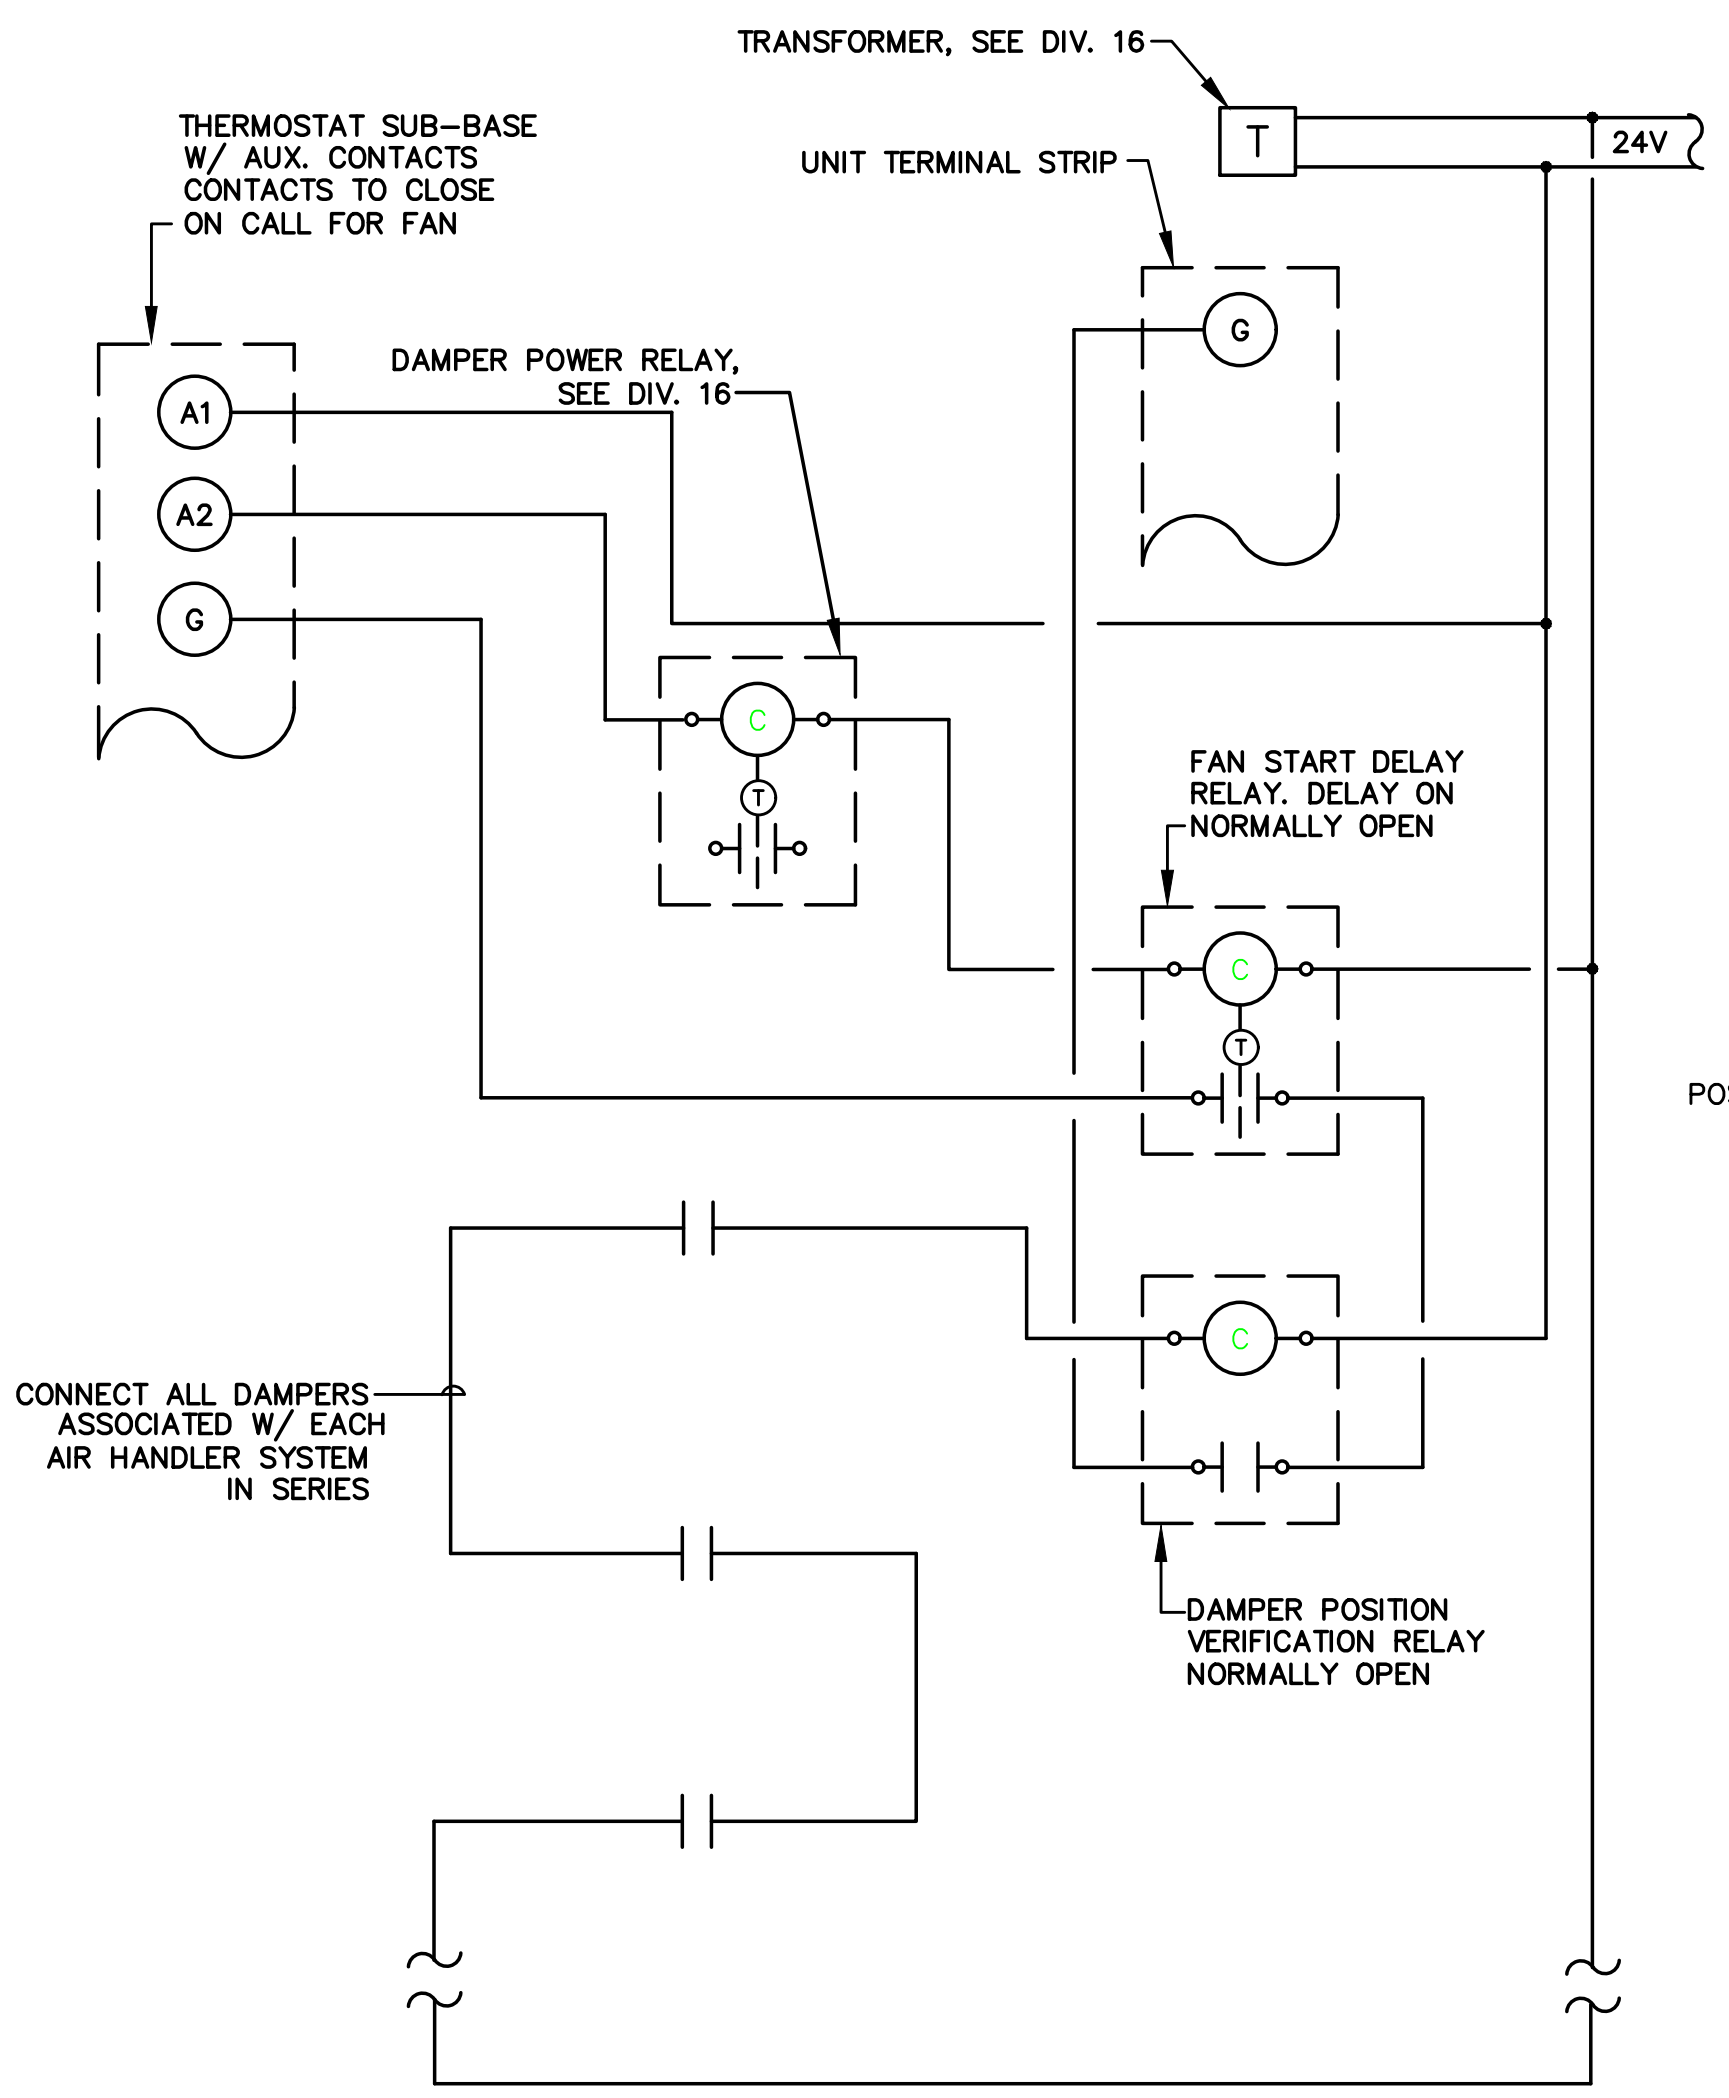 TRANSFORMER, SEE DIV. 16
T
24V
THERMOSTAT SUB-BASE
W/ AUX. CONTACTS
CONTACTS TO CLOSE
ON CALL FOR FAN
UNIT TERMINAL STRIP
G
DAMPER POWER RELAY,
SEE DIV. 16
A1
A2
G
C
T
FAN START DELAY
RELAY. DELAY ON
NORMALLY OPEN
C
T
C
CONNECT ALL DAMPERS
ASSOCIATED W/ EACH
AIR HANDLER SYSTEM
IN SERIES
DAMPER POSITION
VERIFICATION RELAY
NORMALLY OPEN